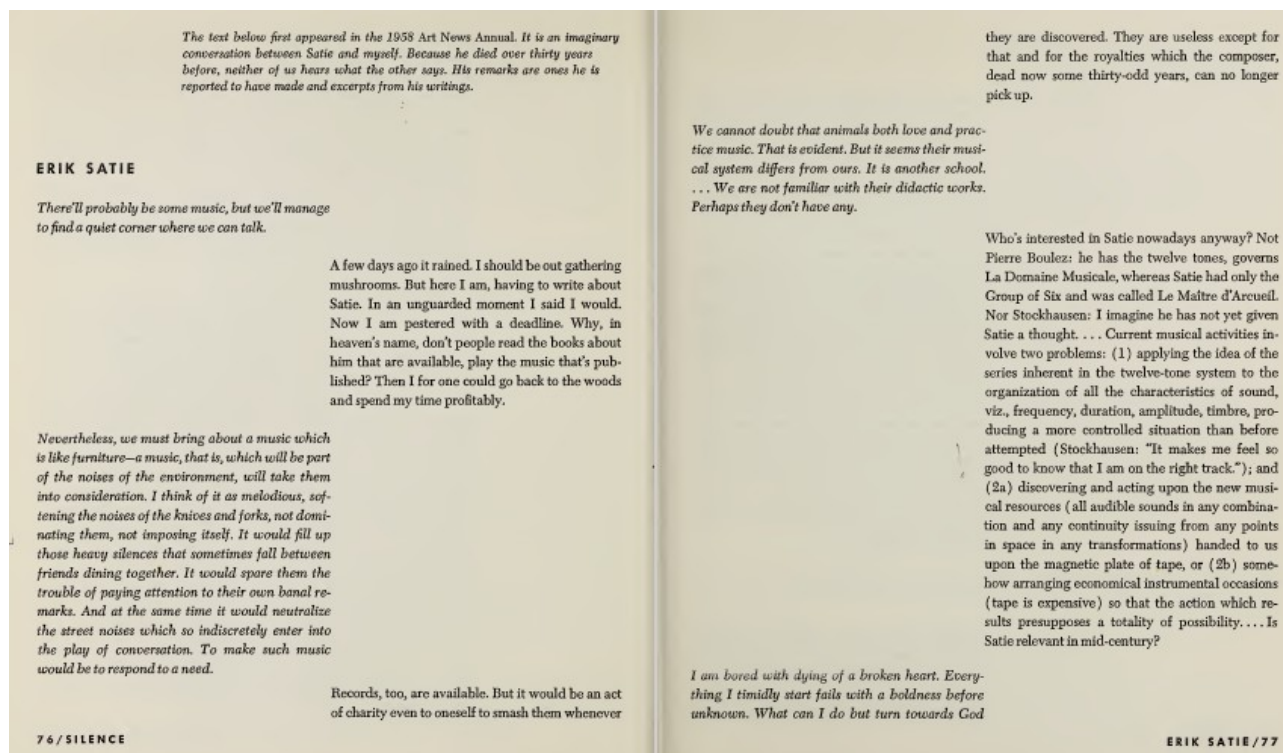 The text below first appeared in the 1958 Art News Annual. It is an imaginary
conversation between Satie and myself. Because he died over thirty years
before, neither of us hears what the other says. His remarks are ones he is
reported to have made and excerpts from his writings.
ERIK SATIE
There'll probably be some music, but we'll manage
to find a quiet corner where we can talk.
A few days ago it rained. I should be out gathering
mushrooms. But here I am, having to write about
Satie. In an unguarded moment I said I would.
Now I am pestered with a deadline. Why, in
heaven's name, don't people read the books about
him that are available, play the music that's pub-
lished? Then I for one could go back to the woods
and spend my time profitably.
Nevertheless, we must bring about a music which
is like furniture—a music, that is, which will be part
of the noises of the environment, will take them
into consideration. I think of it as melodious, sof-
tening the noises of the knives and forks, not domi-
nating them, not imposing itself. It would fill up
those heavy silences that sometimes fall between
friends dining together. It would spare them the
trouble of paying attention to their own banal re-
marks. And at the same time it would neutralize
the street noises which so indiscretely enter into
the play of conversation. To make such music
would be to respond to a need.
Records, too, are available. But it would be an act
of charity even to oneself to smash them whenever
76/SILENCE
they are discovered. They are useless except for
that and for the royalties which the composer,
dead now some thirty-odd years, can no longer
pick up.
We cannot doubt that animals both love and prac-
tice music. That is evident. But it seems their musi-
cal system differs from ours. It is another school.
. . . We are not familiar with their didactic works.
Perhaps they don't have any.
Who's interested in Satie nowadays anyway? Not
Pierre Boulez: he has the twelve tones, governs
La Domaine Musicale, whereas Satie had only the
Group of Six and was called Le Maître d'Arcueil.
Nor Stockhausen: I imagine he has not yet given
Satie a thought. . . . Current musical activities in-
volve two problems: (1) applying the idea of the
series inherent in the twelve-tone system to the
organization of all the characteristics of sound,
viz., frequency, duration, amplitude, timbre, pro-
ducing a more controlled situation than before
attempted (Stockhausen: "It makes me feel so
good to know that I am on the right track."); and
(2a) discovering and acting upon the new musi-
cal resources (all audible sounds in any combina-
tion and any continuity issuing from any points
in space in any transformations) handed to us
upon the magnetic plate of tape, or (2b) some-
how arranging economical instrumental occasions
(tape is expensive) so that the action which re-
sults presupposes a totality of possibility. . . . Is
Satie relevant in mid-century?
I am bored with dying of a broken heart. Every-
thing I timidly start fails with a boldness before
unknown. What can I do but turn towards God
ERIK SATIE/77